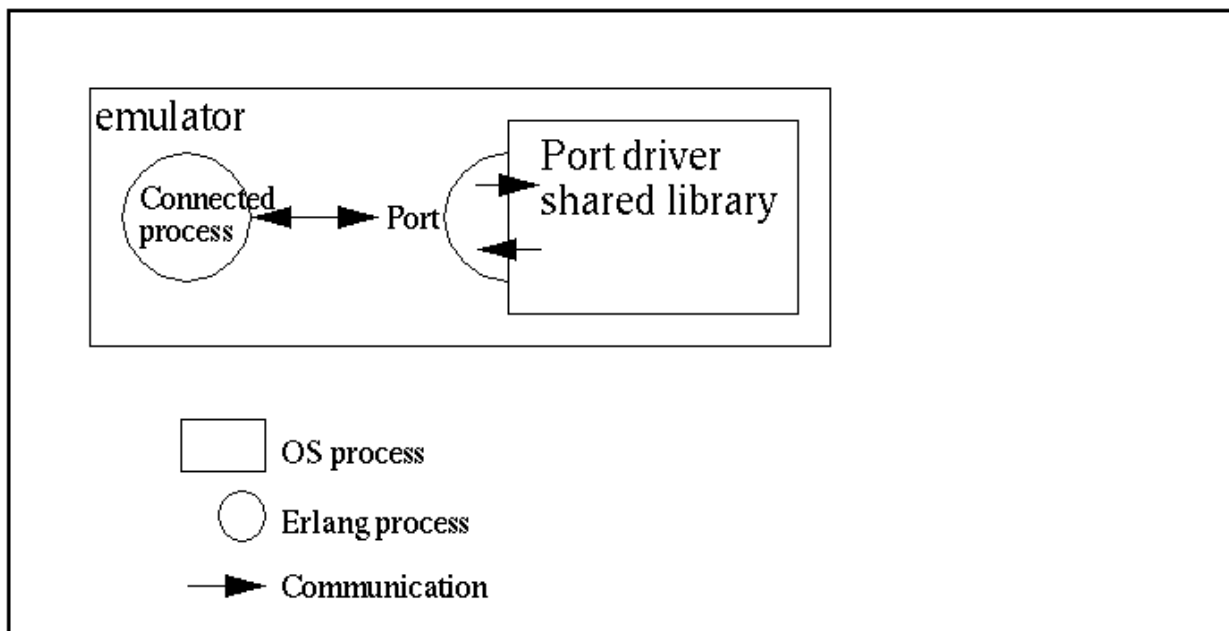 emulator
Connected
process
Port
Port driver
shared library
OS process
Erlang process
Communication